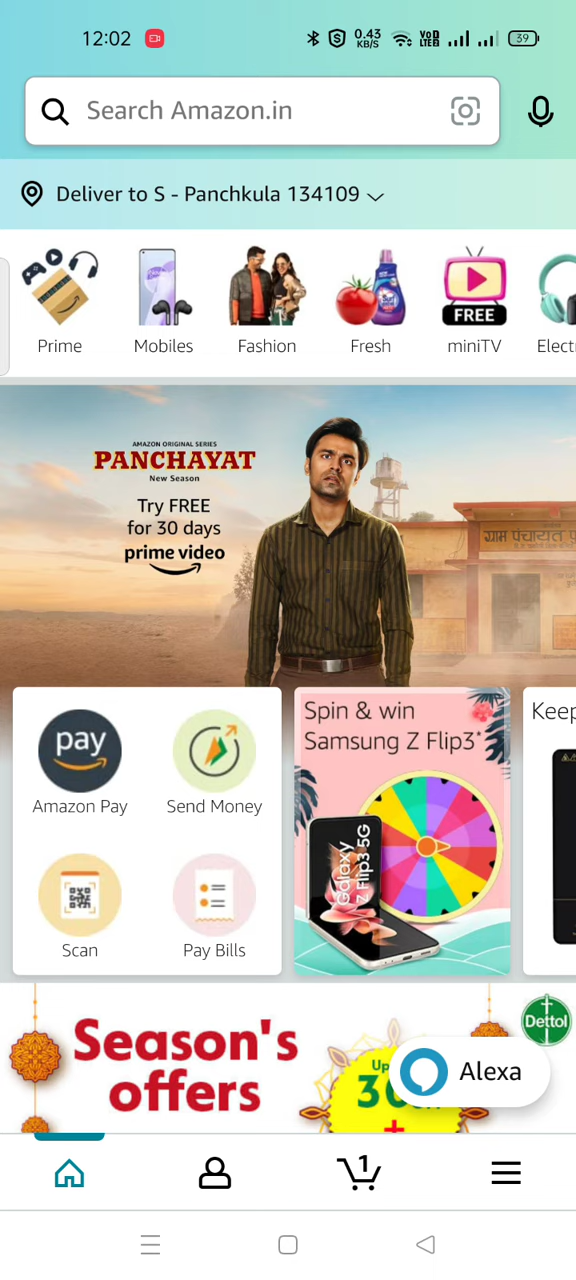 12:02
0.43
KB/S
Vo
LTE2
39
Search Amazon.in
Deliver to S - Panchkula 134109
FREE
Prime
Mobiles
Fashion
Fresh
miniTV
Electr
AMAZON ORIGINAL SERIES
PANCHAYAT
New Season
Try FREE
for 30 days
prime video
ग्राम पंचायत
pay
Amazon Pay
Send Money
Scan
Pay Bills
Spin & win
Samsung Z Flip3*
Galaxy
Z Flip3 5G
Keep
Season's
offers
Up
30
+
Dettol
Alexa
1